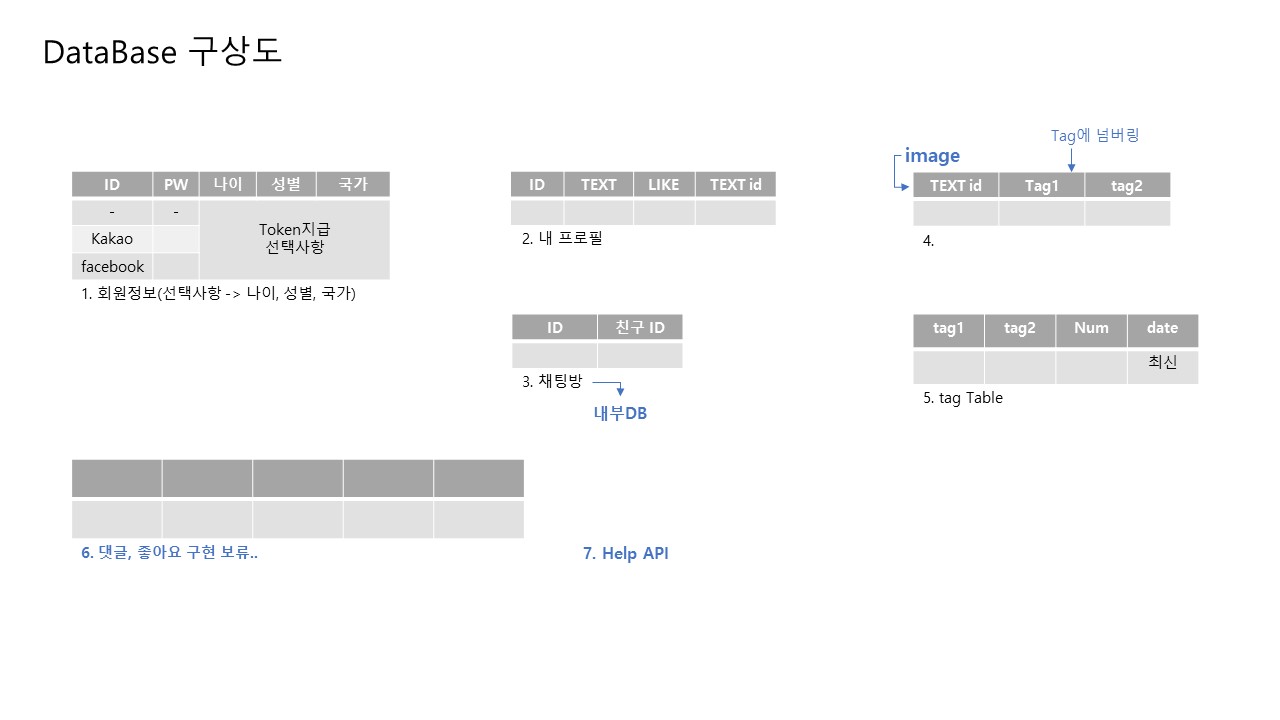 DataBase 구상도
ID PW 나이 성별 국가
- -
Token지급
선택사항
Kakao
facebook
1. 회원정보(선택사항 -> 나이, 성별, 국가)
ID TEXT LIKE TEXT id
2. 내 프로필
Tag에 넘버링
image
TEXT id Tag1 tag2
4.
ID 친구 ID
3. 채팅방
내부DB
tag1 tag2 Num date
최신
5. tag Table
6. 댓글, 좋아요 구현 보류..
7. Help API